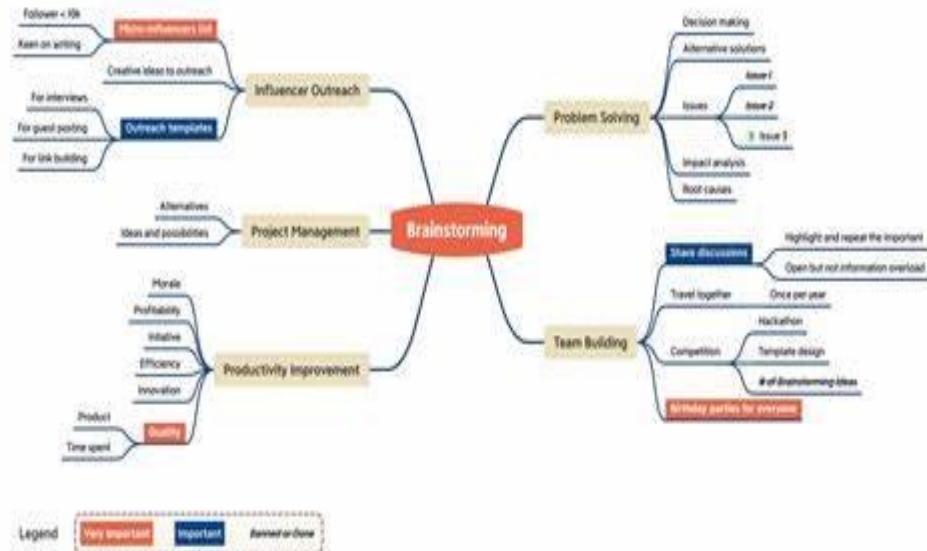 Brainstorming
Influencer Outreach
Micro-influencers list
Follower < 10k
Keen on writing
Creative ideas to outreach
Outreach templates
For interviews
For guest posting
For link building
Project Management
Alternatives
Ideas and possibilities
Productivity Improvement
Morale
Profitability
Initiative
Efficiency
Innovation
Quality
Product
Time spent
Problem Solving
Decision making
Alternative solutions
Issues
Issue 1
Issue 2
Issue 3
Impact analysis
Root causes
Team Building
Share discussions
Highlight and repeat the important
Open but not information overload
Travel together
Once per year
Competition
Hackathon
Template design
# of Brainstorming Ideas
Birthday parties for everyone
Legend
Very important
Important
Banned or Done